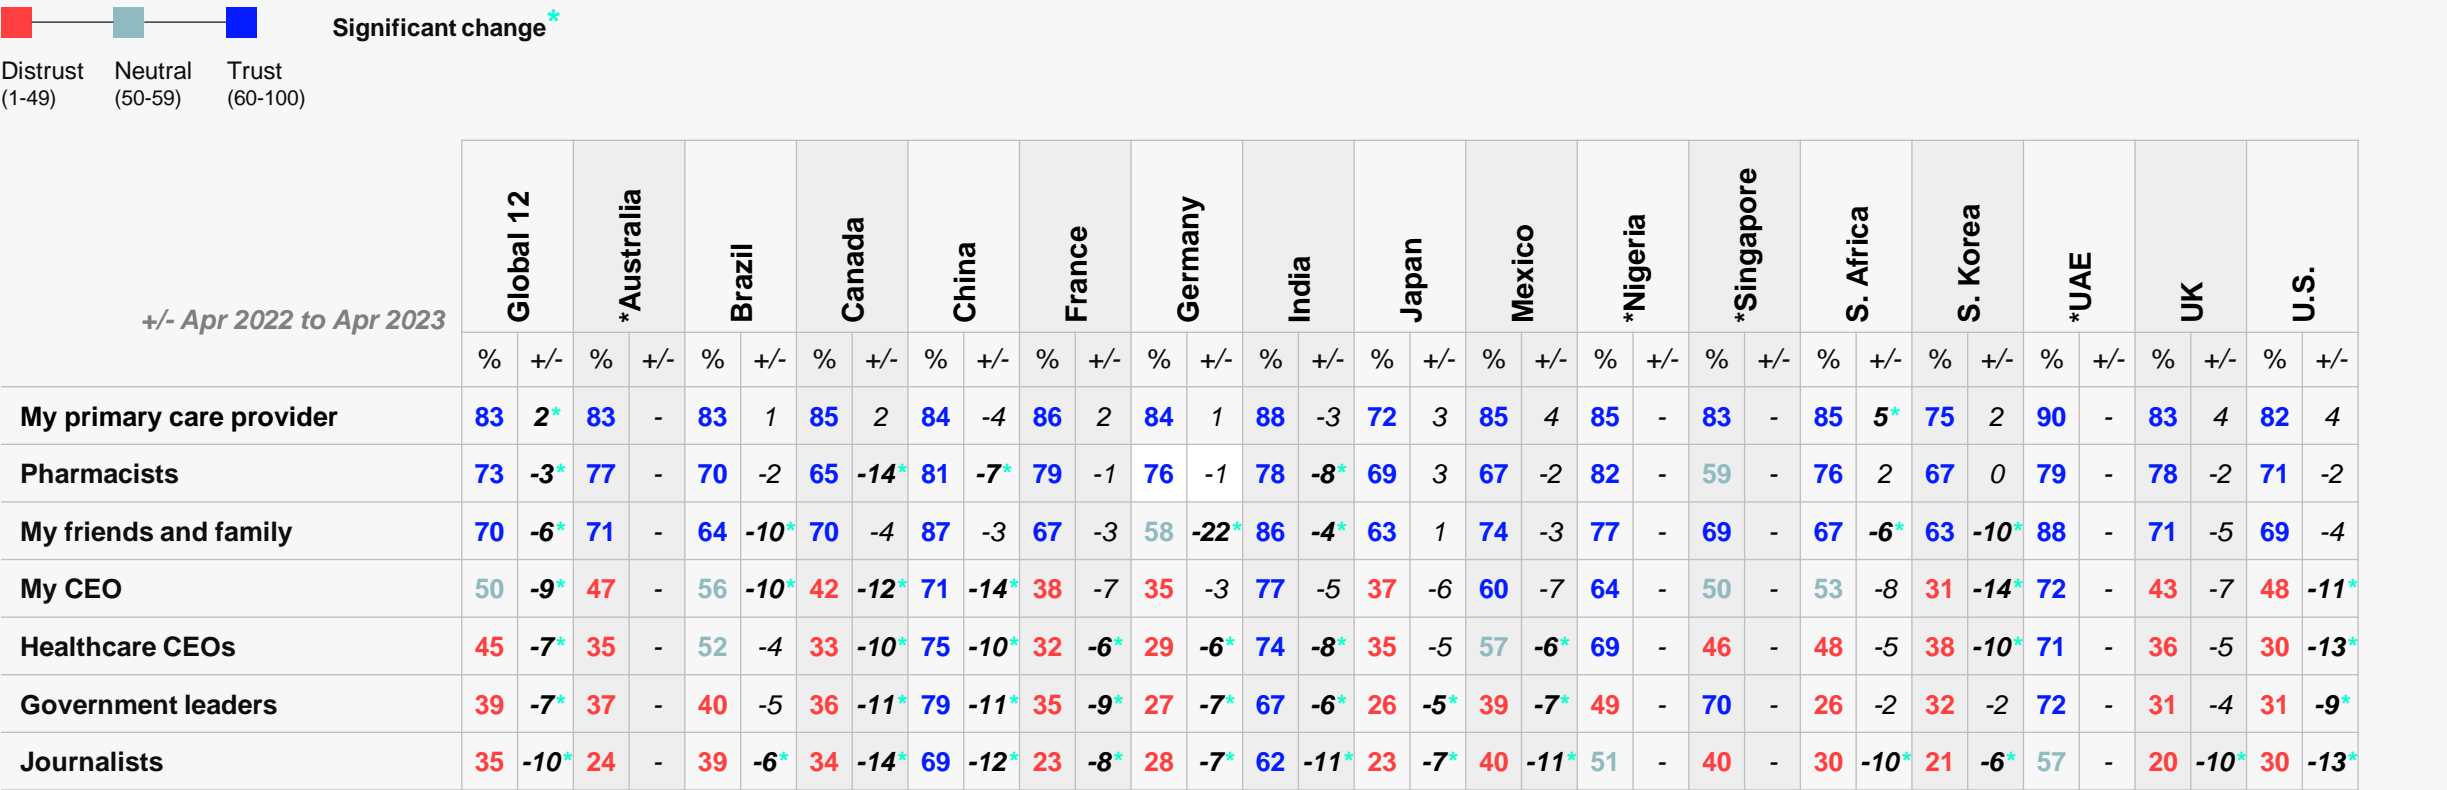 Significant change*
Distrust Neutral Trust
(1-49) (50-59) (60-100)
+/- Apr 2022 to Apr 2023 Global 12 *Australia Brazil Canada China France Germany India Japan Mexico *Nigeria *Singapore S. Africa S. Korea *UAE UK U.S.
% +/- % +/- % +/- % +/- % +/- % +/- % +/- % +/- % +/- % +/- % +/- % +/- % +/- % +/- % +/- % +/- % +/-
My primary care provider 83 2* 83 - 83 1 85 2 84 -4 86 2 84 1 88 -3 72 3 85 4 85 - 83 - 85 5* 75 2 90 - 83 4 82 4
Pharmacists 73 -3* 77 - 70 -2 65 -14* 81 -7* 79 -1 76 -1 78 -8* 69 3 67 -2 82 - 59 - 76 2 67 0 79 - 78 -2 71 -2
My friends and family 70 -6* 71 - 64 -10* 70 -4 87 -3 67 -3 58 -22* 86 -4* 63 1 74 -3 77 - 69 - 67 -6* 63 -10* 88 - 71 -5 69 -4
My CEO 50 -9* 47 - 56 -10* 42 -12* 71 -14* 38 -7 35 -3 77 -5 37 -6 60 -7 64 - 50 - 53 -8 31 -14* 72 - 43 -7 48 -11*
Healthcare CEOs 45 -7* 35 - 52 -4 33 -10* 75 -10* 32 -6* 29 -6* 74 -8* 35 -5 57 -6* 69 - 46 - 48 -5 38 -10* 71 - 36 -5 30 -13*
Government leaders 39 -7* 37 - 40 -5 36 -11* 79 -11* 35 -9* 27 -7* 67 -6* 26 -5* 39 -7* 49 - 70 - 26 -2 32 -2 72 - 31 -4 31 -9*
Journalists 35 -10* 24 - 39 -6* 34 -14* 69 -12* 23 -8* 28 -7* 62 -11* 23 -7* 40 -11* 51 - 40 - 30 -10* 21 -6* 57 - 20 -10* 30 -13*